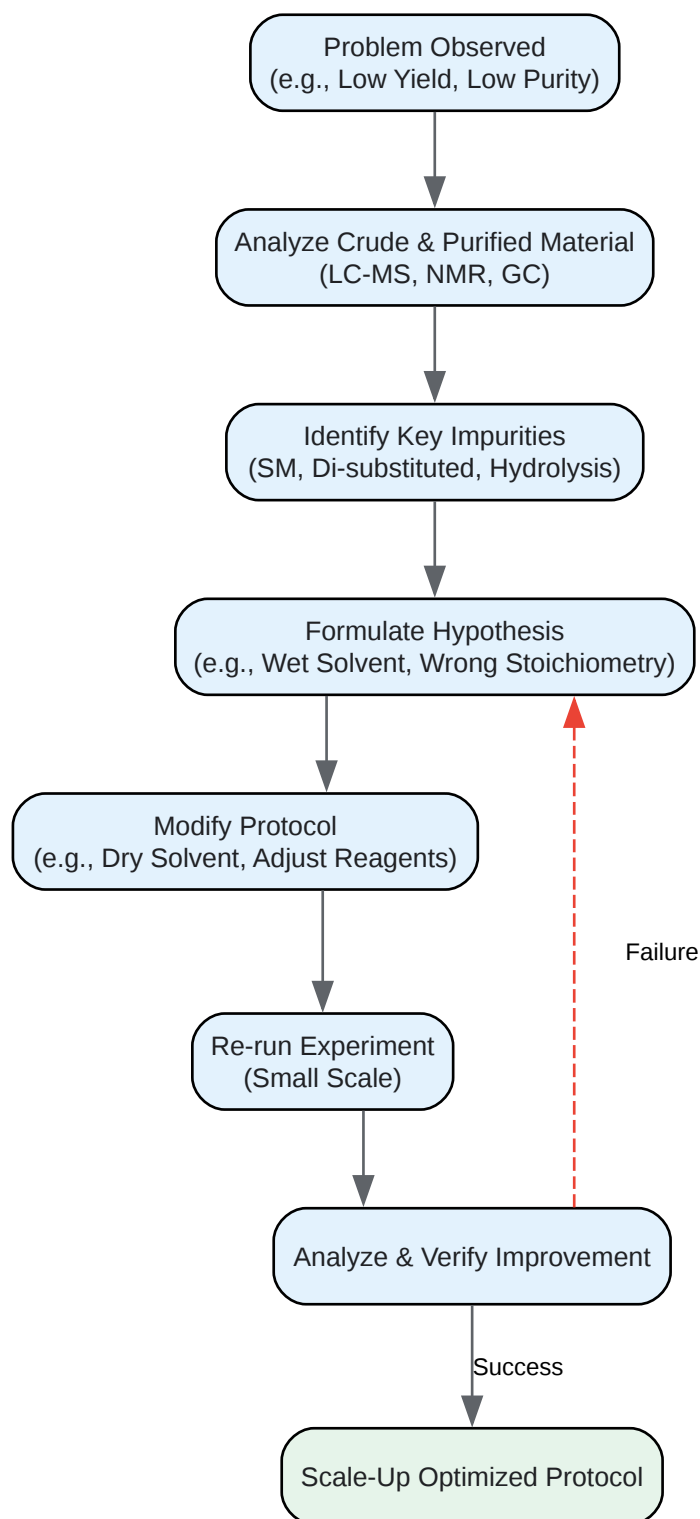 Problem Observed
(e.g., Low Yield, Low Purity)
Analyze Crude & Purified Material
(LC-MS, NMR, GC)
Identify Key Impurities
(SM, Di-substituted, Hydrolysis)
Formulate Hypothesis
(e.g., Wet Solvent, Wrong Stoichiometry)
Modify Protocol
(e.g., Dry Solvent, Adjust Reagents)
Failure
Re-run Experiment
(Small Scale)
Analyze & Verify Improvement
Success
Scale-Up Optimized Protocol